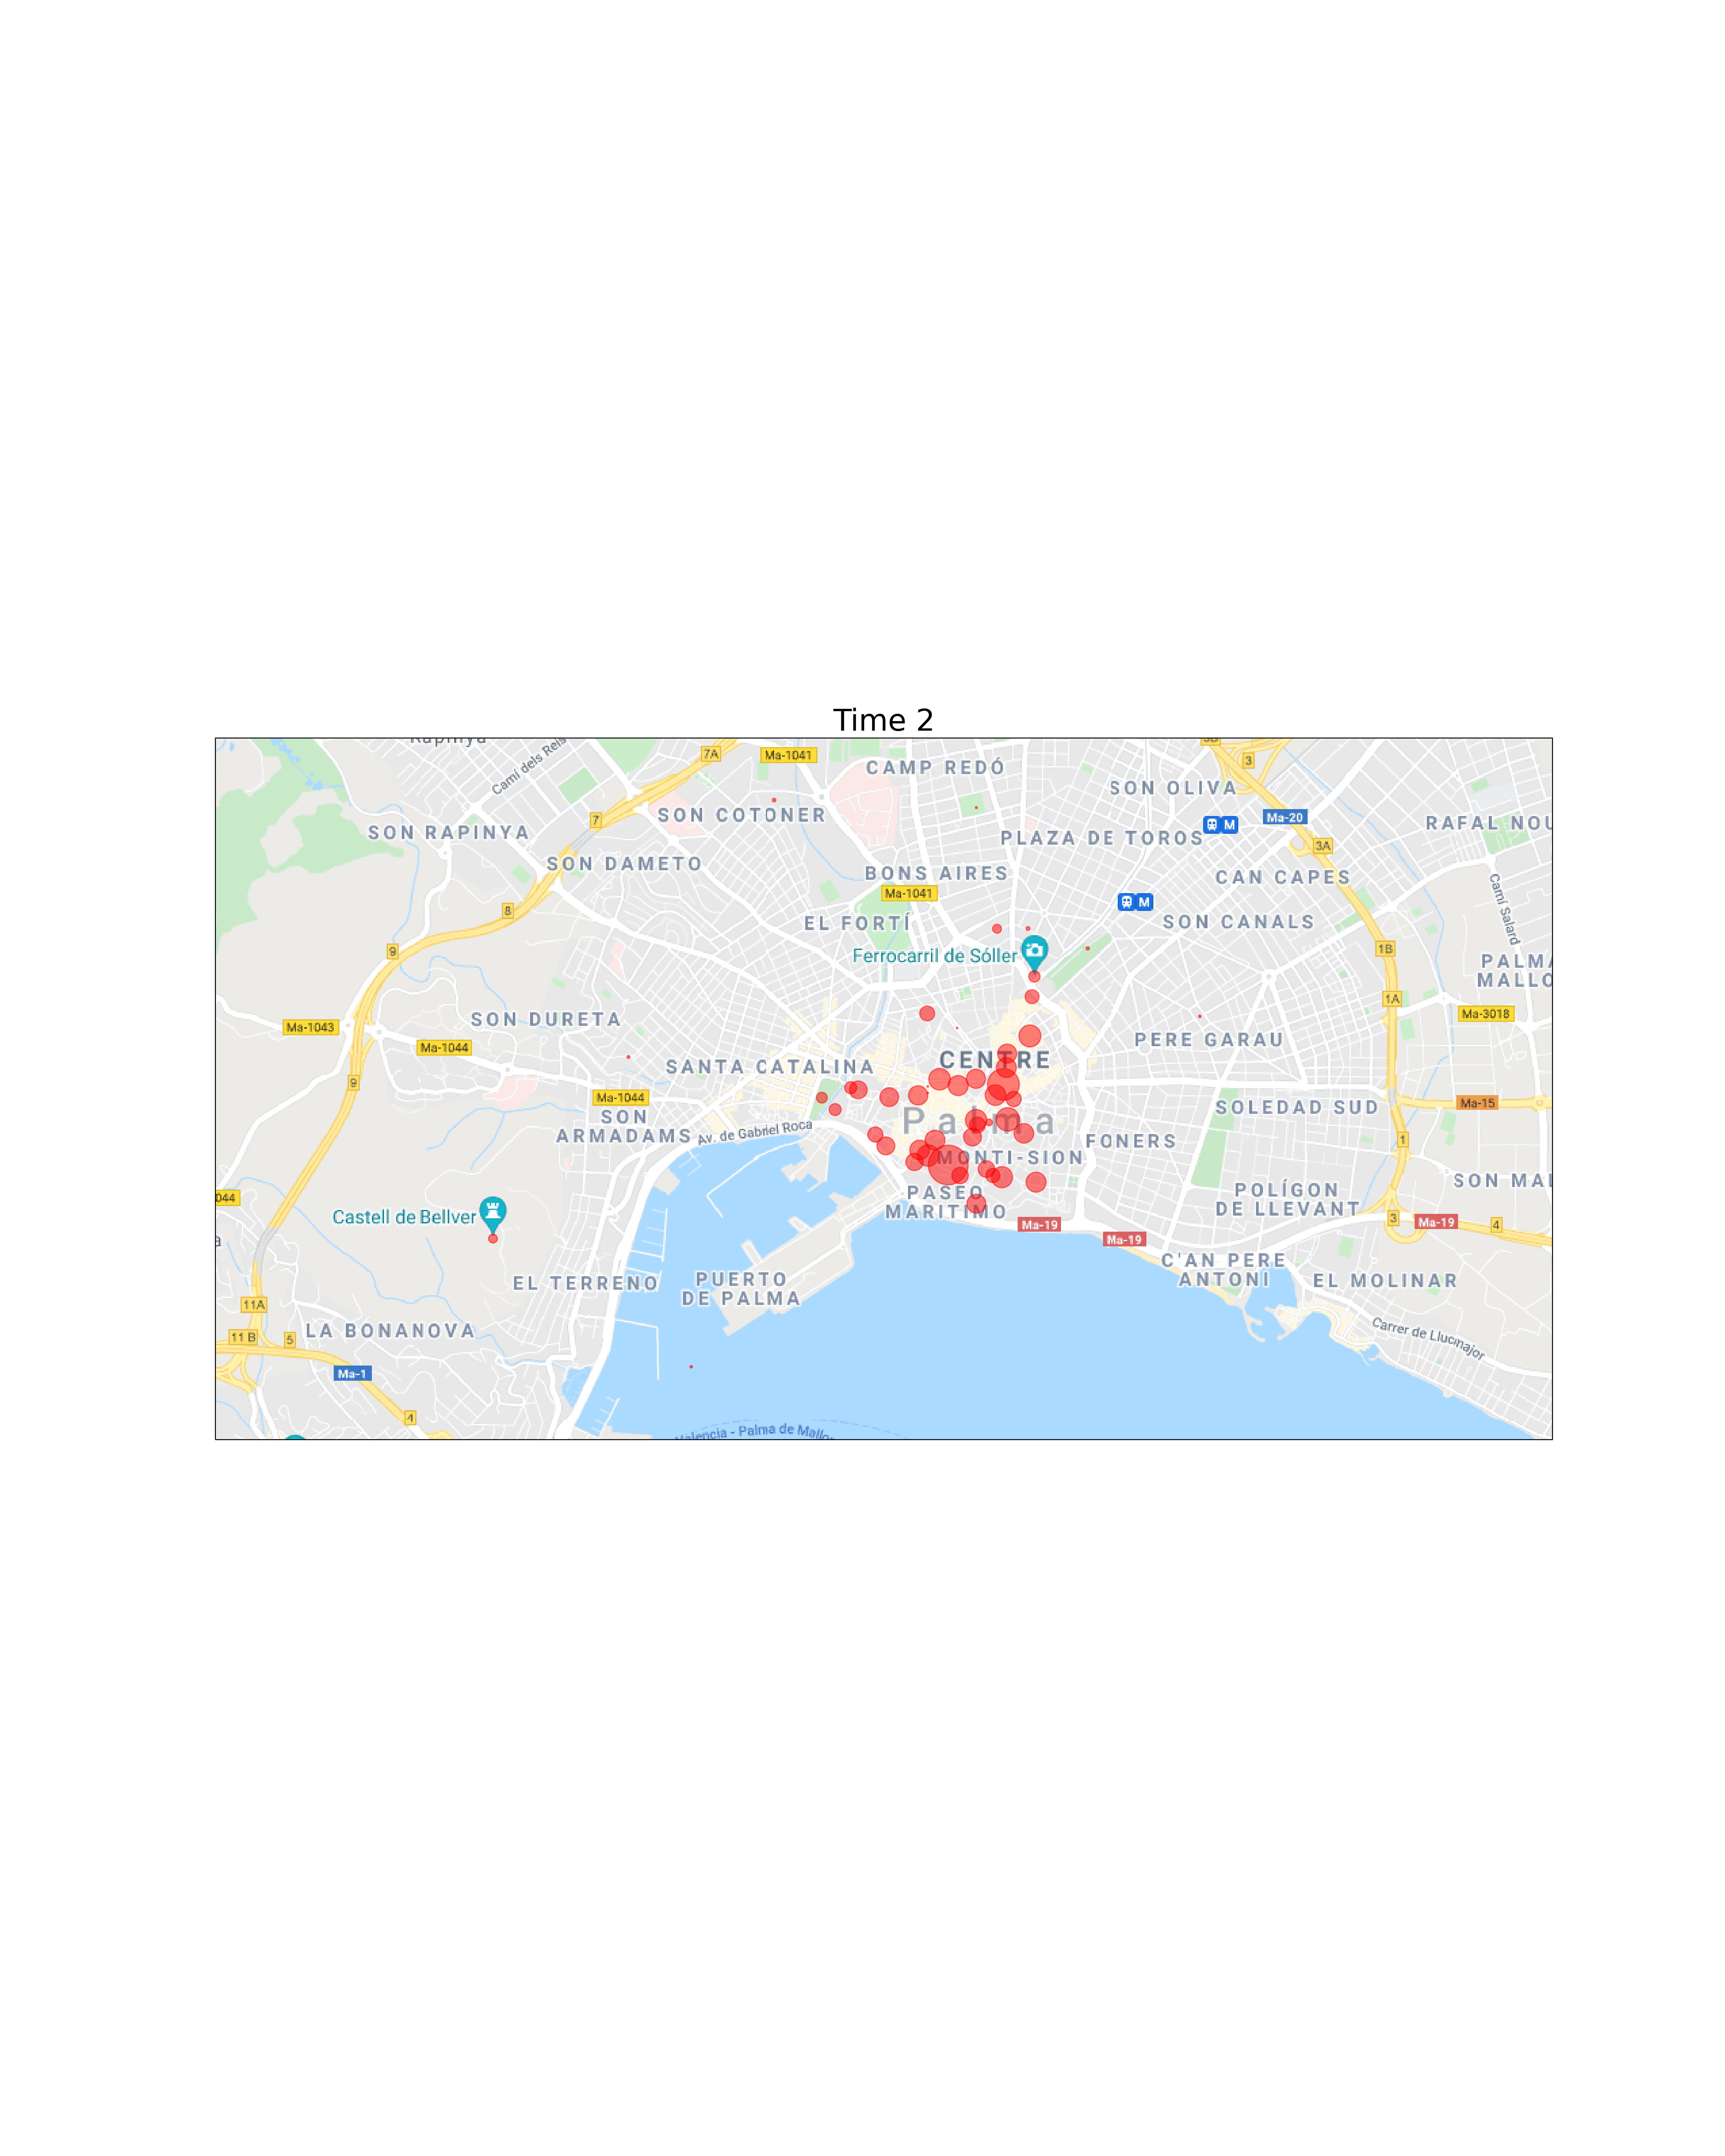 Time 2
Rapinya
Camí dels Reis
7A
Ma-1041
CAMP REDÓ
3B
3
SON OLIVA
SON COTONER
Ma-20
M
7
SON RAPINYA
RAFAL NOU
PLAZA DE TOROS
3A
SON DAMETO
BONS AIRES
CAN CAPES
Ma-1041
M
8
EL FORTÍ
SON CANALS
Camí Salard
9
1B
Ferrocarril de Sóller
PALMA
MALLO
1A
Ma-3018
SON DURETA
Ma-1043
PERE GARAU
Ma-1044
CENTRE
SANTA CATALINA
9
Ma-1044
SOLEDAD SUD
Ma-15
SON
ARMADAMS
Palma
Av. de Gabriel Roca
FONERS
1
MONTI-SION
SON MAL
044
PASEO
MARITIMO
POLÍGON
DE LLEVANT
Castell de Bellver
Ma-19
3
Ma-19
4
a
Ma-19
C'AN PERE
ANTONI
EL TERRENO
PUERTO
DE PALMA
EL MOLINAR
11A
LA BONANOVA
11 B
5
Carrer de Llucmajor
Ma-1
4
Valencia - Palma de Mallo